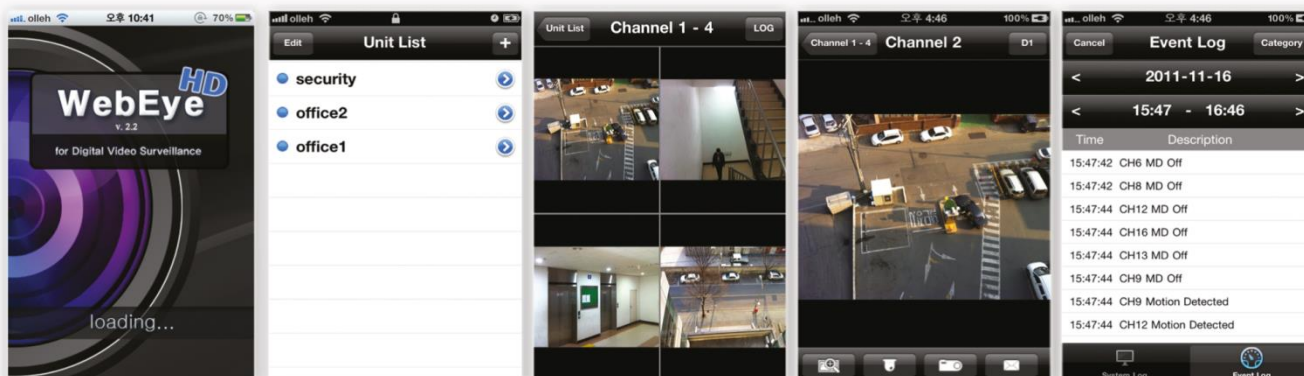 olleh 오후 10:41 70%
WebEye HD
v. 2.2
for Digital Video Surveillance
loading...
olleh
Edit Unit List +
security
office2
office1
Unit List Channel 1 - 4 LOG
olleh 오후 4:46 100%
Channel 1 - 4 Channel 2 D1
olleh 오후 4:46 100%
Cancel Event Log Category
< 2011-11-16 >
< 15:47 - 16:46 >
Time Description
15:47:42 CH6 MD Off
15:47:42 CH8 MD Off
15:47:44 CH12 MD Off
15:47:44 CH16 MD Off
15:47:44 CH13 MD Off
15:47:44 CH9 MD Off
15:47:44 CH9 Motion Detected
15:47:44 CH12 Motion Detected
System Log Event Log